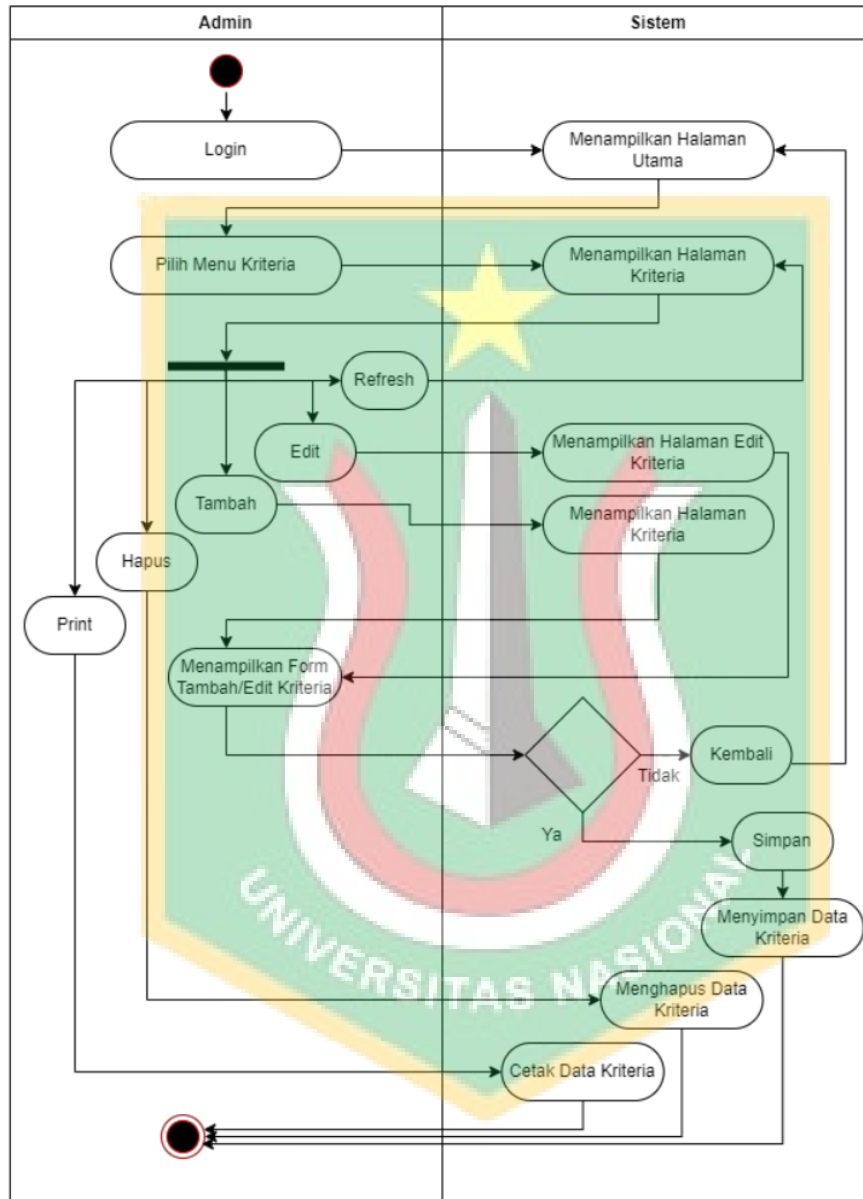 Admin
Sistem
Login
Menampilkan Halaman
Utama
Pilih Menu Kriteria
Menampilkan Halaman
Kriteria
Refresh
Edit
Menampilkan Halaman Edit
Kriteria
Tambah
Menampilkan Halaman
Kriteria
Hapus
Print
Menampilkan Form
Tambah/Edit Kriteria
Tidak
Kembali
Ya
Simpan
Menyimpan Data
Kriteria
UNIVERSITAS NASIONAL
Menghapus Data
Kriteria
Cetak Data Kriteria